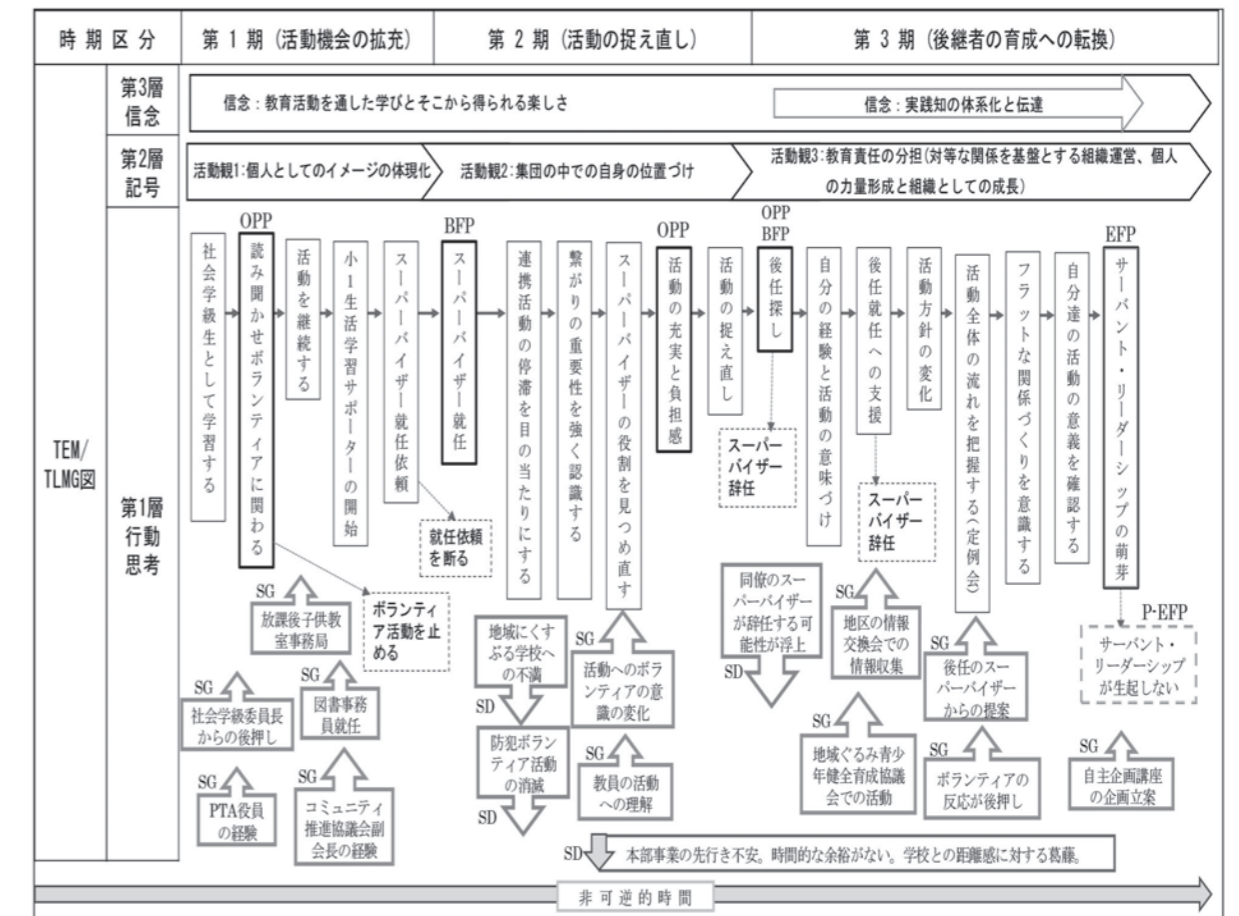 時期区分
第1期（活動機会の拡充）
第2期（活動の捉え直し）
第3期（後継者の育成への転換）
TEM/
TLMG図
第3層
信念
信念：教育活動を通した学びとそこから得られる楽しさ
信念：実践知の体系化と伝達
第2層
記号
活動観1：個人としてのイメージの体現化
活動観2：集団の中での自身の位置づけ
活動観3：教育責任の分担（対等な関係を基盤とする組織運営、個人
の力量形成と組織としての成長）
第1層
行動
思考
社会学級生として学習する
OPP
読み聞かせボランティアに関わる
活動を継続する
小1生活学習サポーターの開始
スーパーバイザー就任依頼
BFP
スーパーバイザー就任
連携活動の停滞を目の当たりにする
繋がりの重要性を強く認識する
スーパーバイザーの役割を見つめ直す
OPP
活動の充実と負担感
活動の捉え直し
OPP
BFP
後任探し
自分の経験と活動の意味づけ
後任就任への支援
活動方針の変化
活動全体の流れを把握する（定例会）
フラットな関係づくりを意識する
自分達の活動の意義を確認する
EFP
サーバント・リーダーシップの萌芽
就任依頼
を断る
ボランティ
ア活動を止
める
スーパー
バイザー
辞任
スーパー
バイザー
辞任
P-EFP
サーバント・
リーダーシップ
が生起しない
SG
放課後子供教
室事務局
SG
社会学級委員長
からの後押し
SG
図書事務
員就任
SG
PTA役員
の経験
SG
コミュニティ
推進協議会副
会長の経験
地域にくす
ぶる学校へ
の不満
SD
防犯ボラン
ティア活動
の消滅
SD
SG
活動へのボラ
ンティアの意
識の変化
SG
教員の活動
への理解
同僚のスー
パーバイザー
が辞任する可
能性が浮上
SD
SG
地区の情報
交換会での
情報収集
SG
地域ぐるみ青少
年健全育成協議
会での活動
SG
後任のスー
パーバイザー
からの提案
SG
ボランティアの
反応が後押し
SG
自主企画講座
の企画立案
SD
本部事業の先行き不安。時間的な余裕がない。学校との距離感に対する葛藤。
非可逆的時間